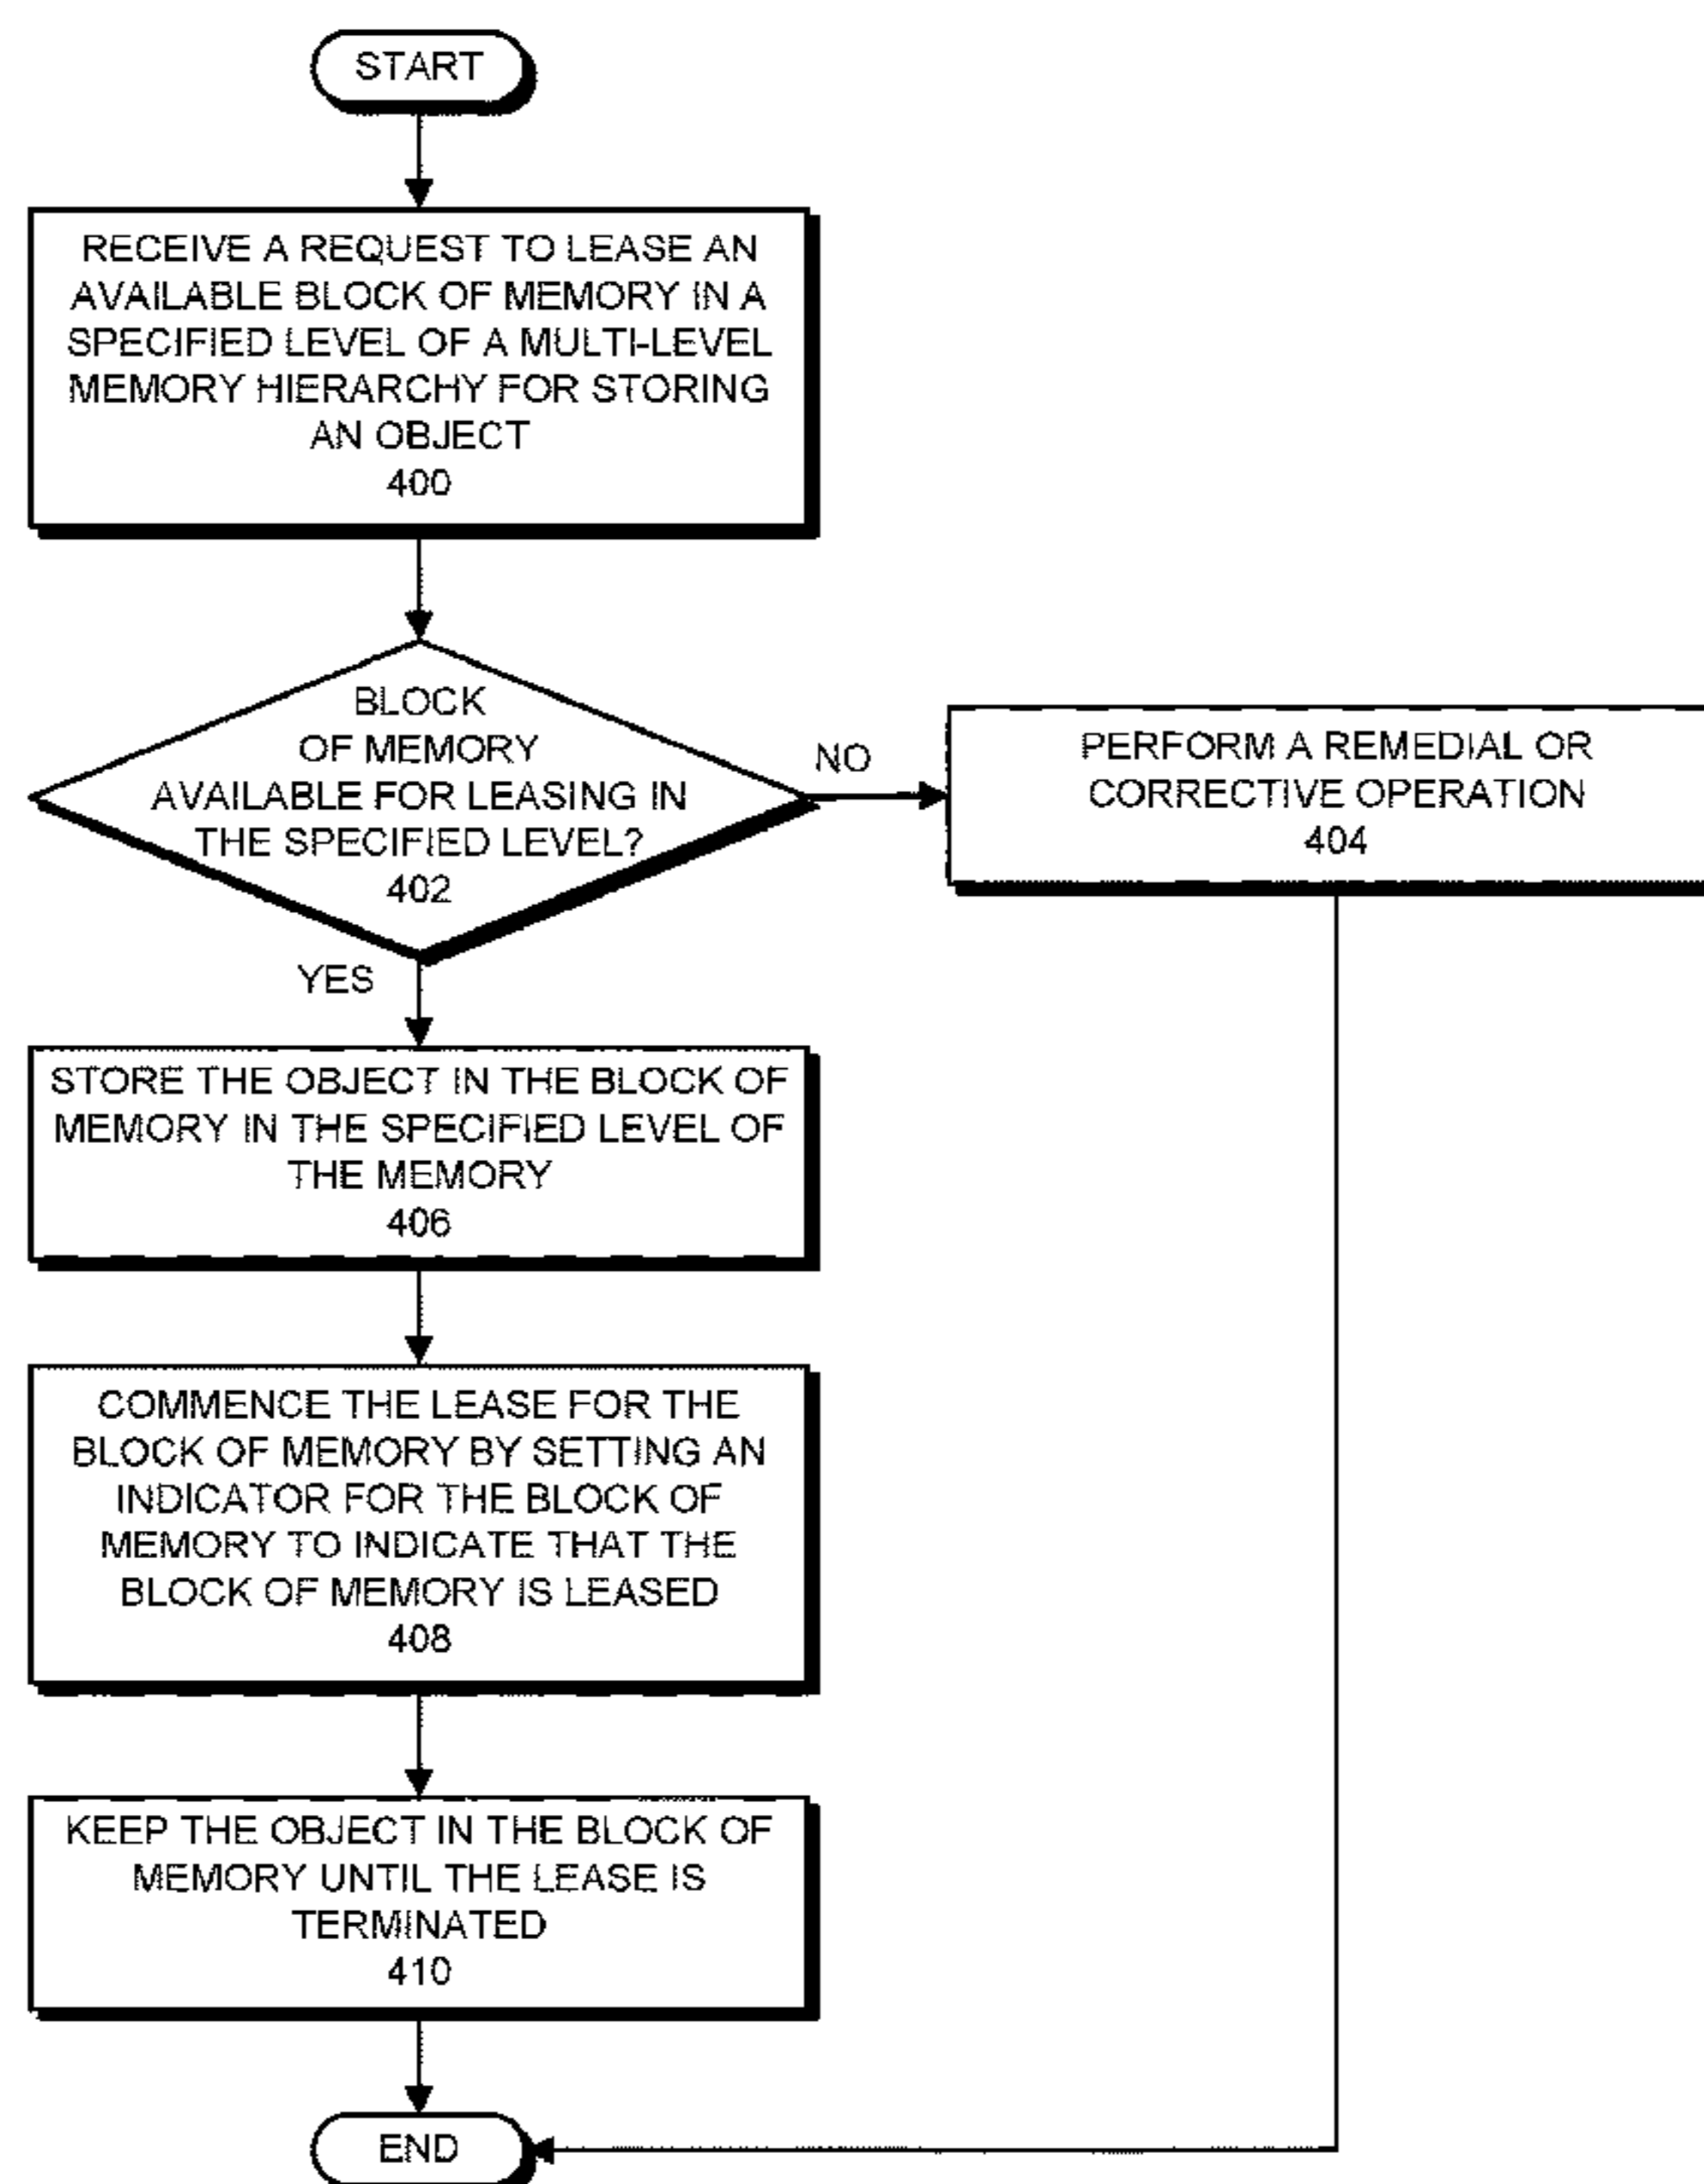 START
RECEIVE A REQUEST TO LEASE AN
AVAILABLE BLOCK OF MEMORY IN A
SPECIFIED LEVEL OF A MULTI-LEVEL
MEMORY HIERARCHY FOR STORING
AN OBJECT
400
BLOCK
OF MEMORY
AVAILABLE FOR LEASING IN
THE SPECIFIED LEVEL?
402
NO
PERFORM A REMEDIAL OR
CORRECTIVE OPERATION
404
YES
STORE THE OBJECT IN THE BLOCK OF
MEMORY IN THE SPECIFIED LEVEL OF
THE MEMORY
406
COMMENCE THE LEASE FOR THE
BLOCK OF MEMORY BY SETTING AN
INDICATOR FOR THE BLOCK OF
MEMORY TO INDICATE THAT THE
BLOCK OF MEMORY IS LEASED
408
KEEP THE OBJECT IN THE BLOCK OF
MEMORY UNTIL THE LEASE IS
TERMINATED
410
END